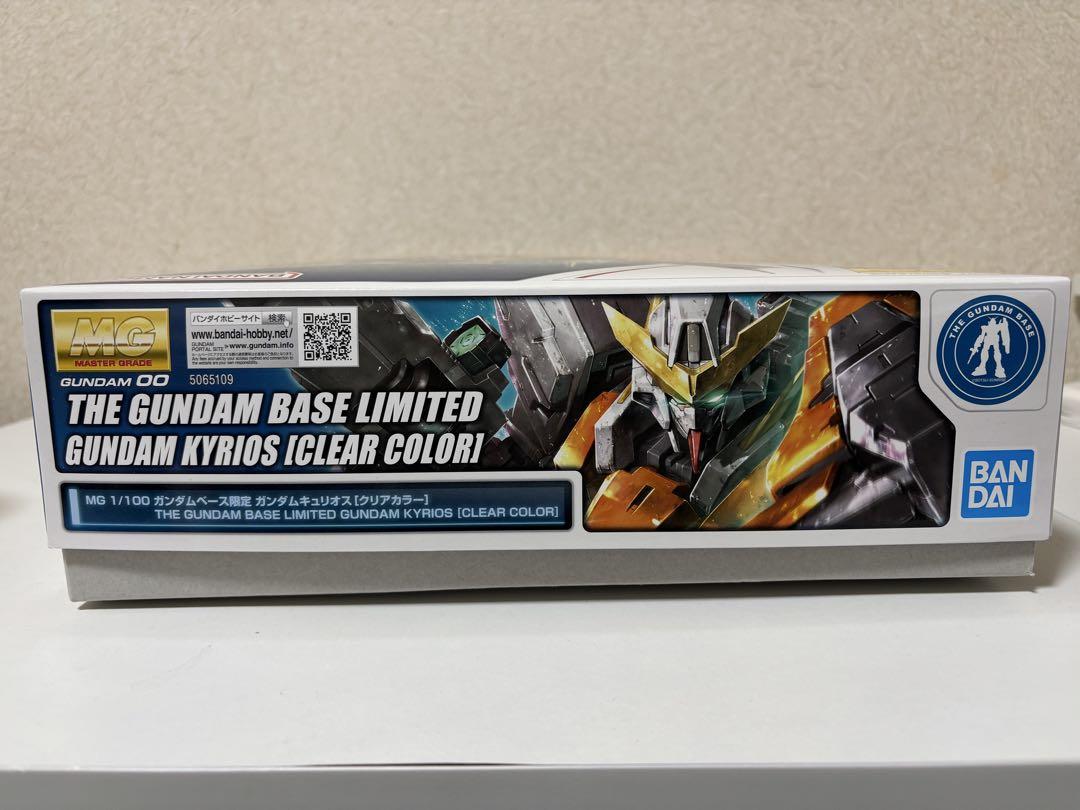 MG
MASTER GRADE
バンダイホビーサイト 検索
www.bandai-hobby.net/
GUNDAM
PORTAL SITE >www.gundam.info
GUNDAM 00 5065109
THE GUNDAM BASE LIMITED
GUNDAM KYRIOS [CLEAR COLOR]
MG 1/100 ガンダムベース限定 ガンダムキュリオス[クリアカラー]
THE GUNDAM BASE LIMITED GUNDAM KYRIOS [CLEAR COLOR]
THE GUNDAM BASE
BAN
DAI